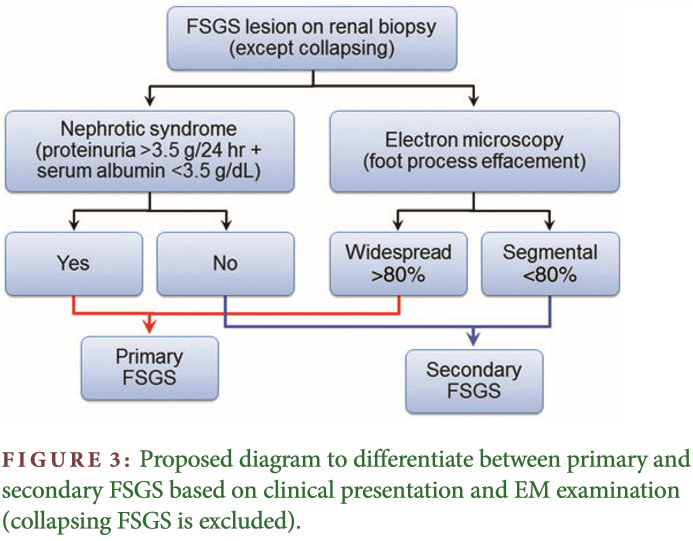 FSGS lesion on renal biopsy
(except collapsing)
Nephrotic syndrome
(proteinuria >3.5 g/24 hr +
serum albumin <3.5 g/dL)
Electron microscopy
(foot process effacement)
Yes
No
Widespread
>80%
Segmental
<80%
Primary
FSGS
Secondary
FSGS
FIGURE 3: Proposed diagram to differentiate between primary and
secondary FSGS based on clinical presentation and EM examination
(collapsing FSGS is excluded).